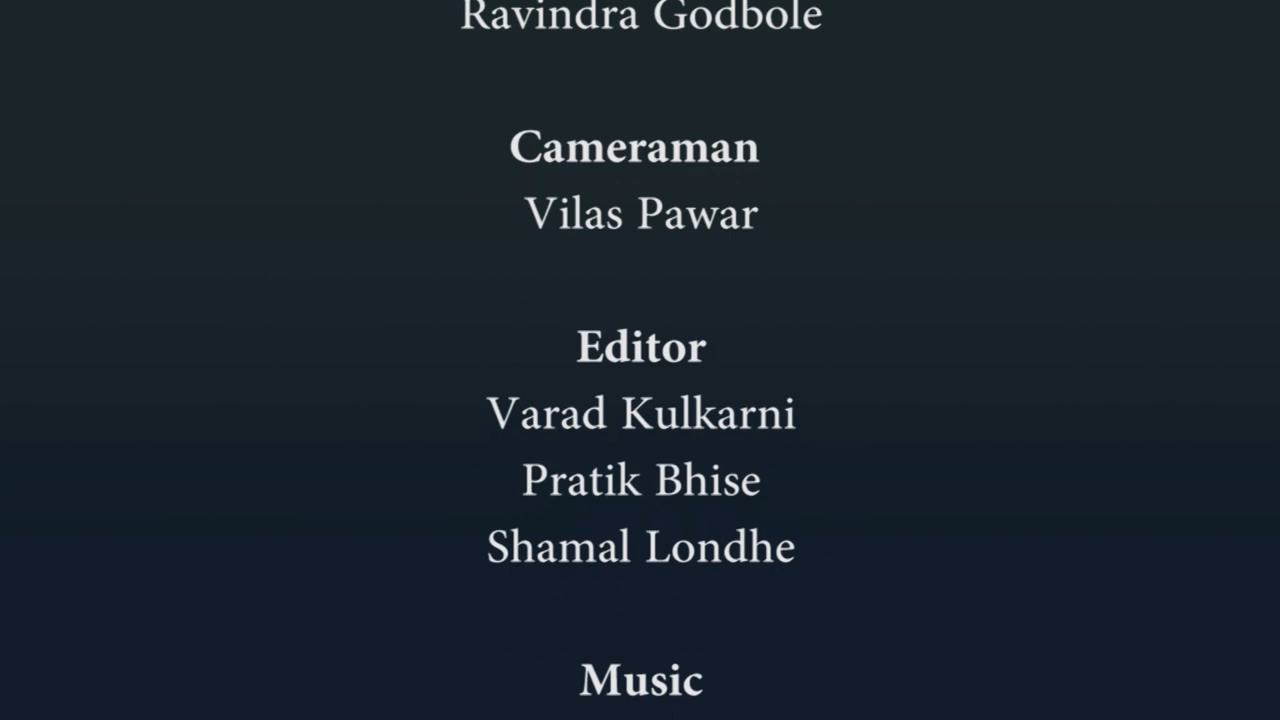 Ravindra Godbole
Cameraman
Vilas Pawar
Editor
Varad Kulkarni
Pratik Bhise
Shamal Londhe
Music